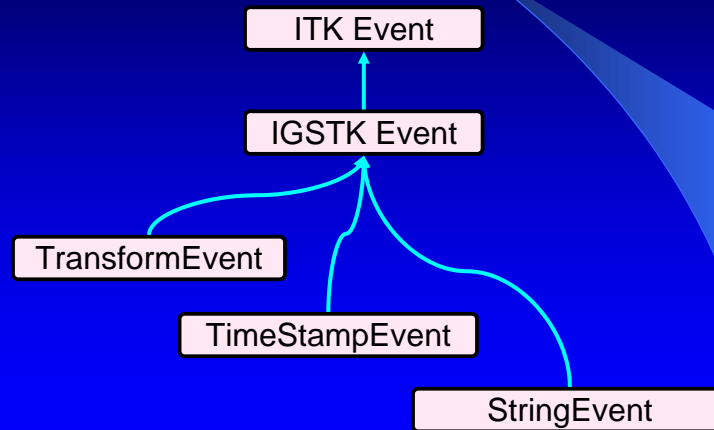 ITK Event
IGSTK Event
TransformEvent
TimeStampEvent
StringEvent